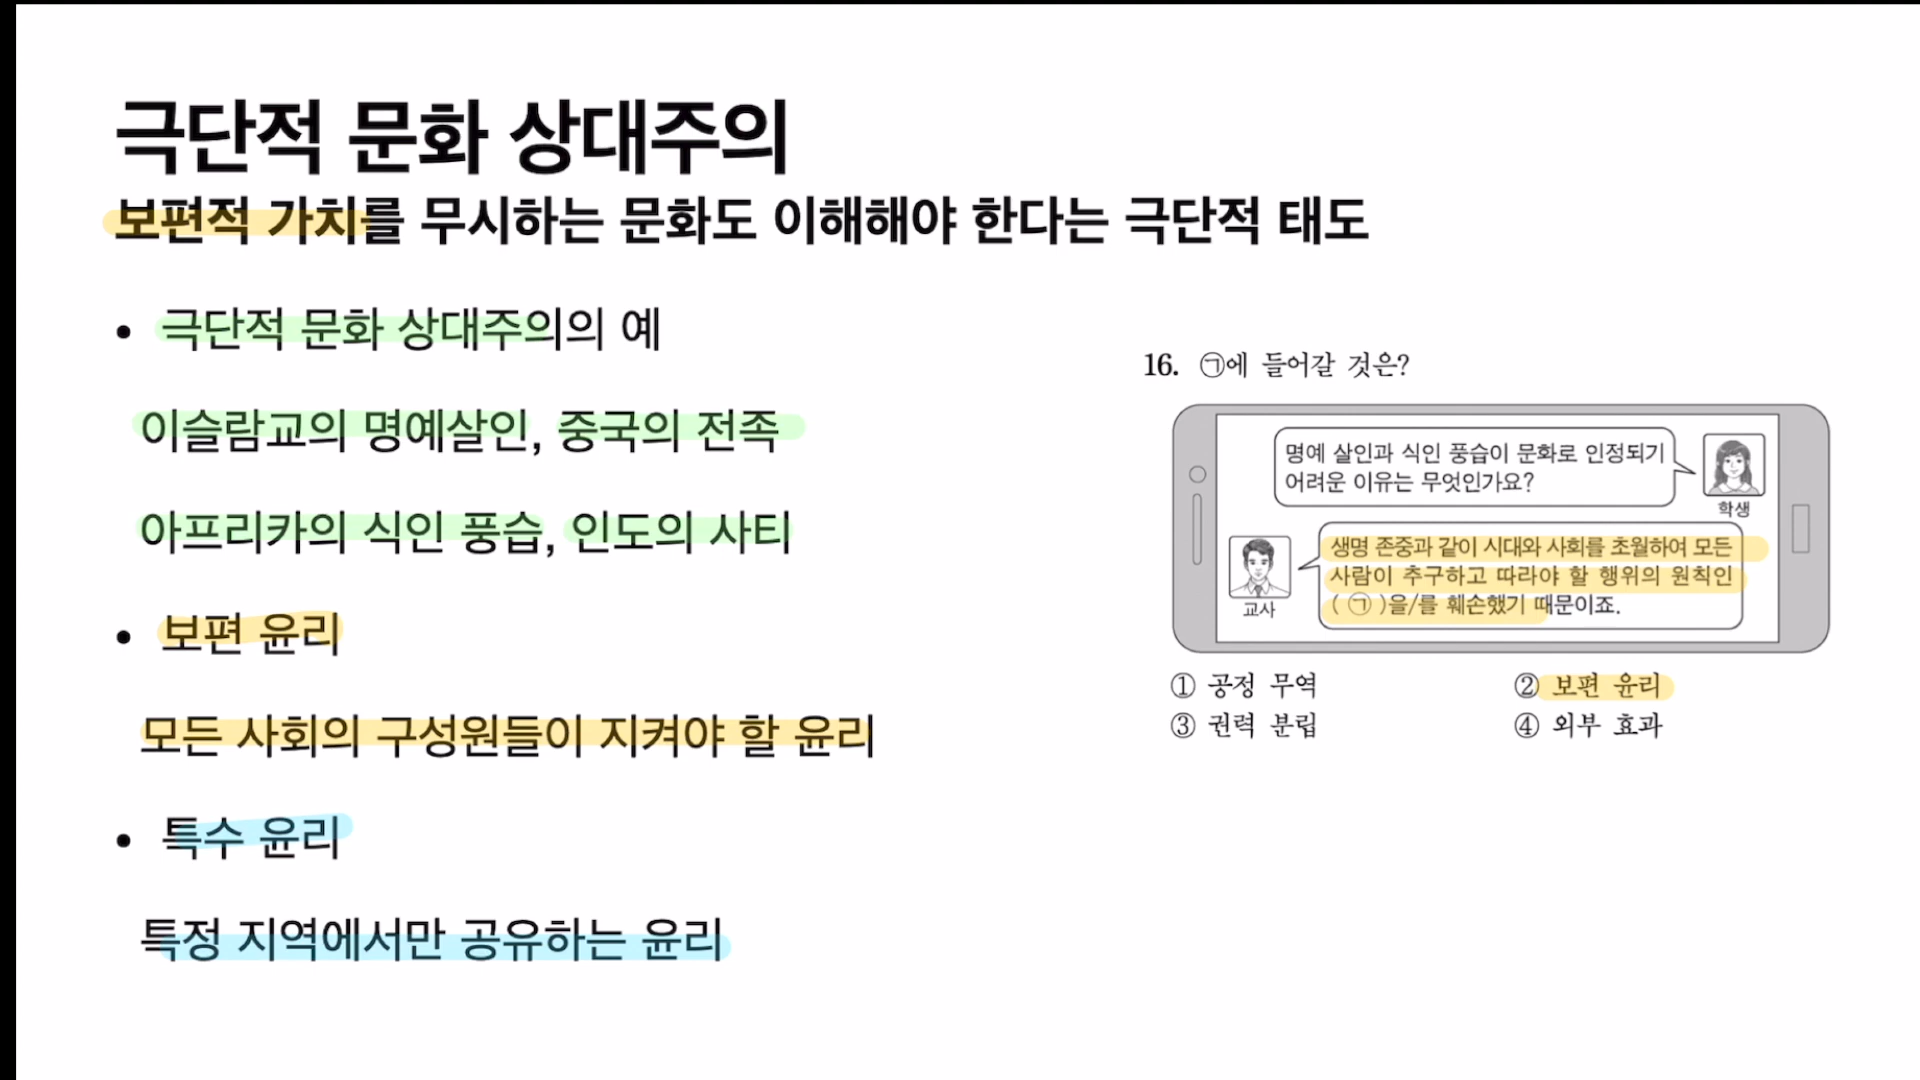 극단적 문화 상대주의
보편적 가치를 무시하는 문화도 이해해야 한다는 극단적 태도
• 극단적 문화 상대주의의 예
이슬람교의 명예살인, 중국의 전족
아프리카의 식인 풍습, 인도의 사티
• 보편 윤리
모든 사회의 구성원들이 지켜야 할 윤리
• 특수 윤리
특정 지역에서만 공유하는 윤리
16. ㉠에 들어갈 것은?
명예 살인과 식인 풍습이 문화로 인정되기
어려운 이유는 무엇인가요?
학생
생명 존중과 같이 시대와 사회를 초월하여 모든
사람이 추구하고 따라야 할 행위의 원칙인
( ㉠ )을/를 훼손했기 때문이죠.
교사
① 공정 무역 ② 보편 윤리
③ 권력 분립 ④ 외부 효과